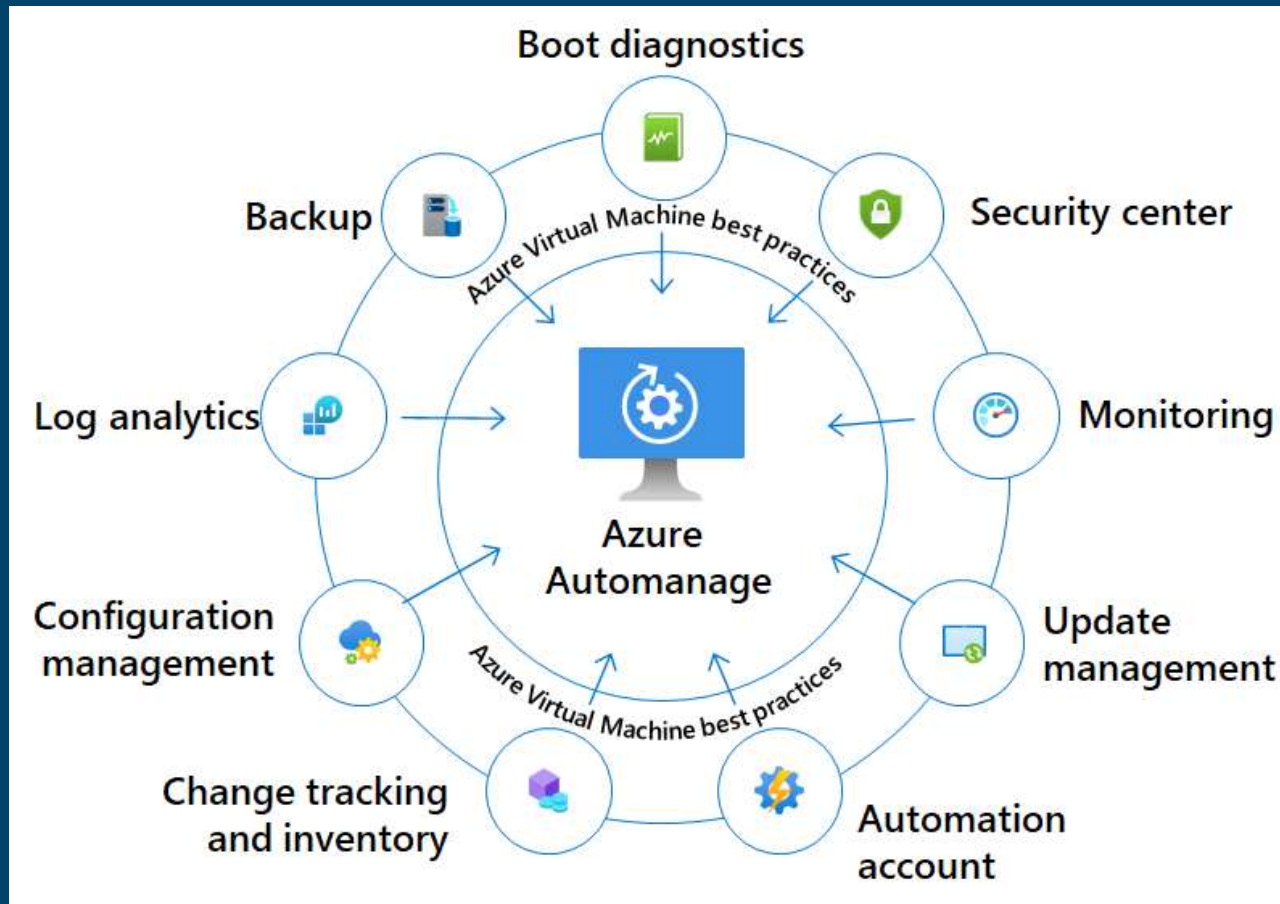 Boot diagnostics
Backup
Security center
Azure Virtual Machine best practices
Log analytics
Monitoring
Azure
Automanage
Configuration
management
Update
management
Azure Virtual Machine best practices
Change tracking
and inventory
Automation
account